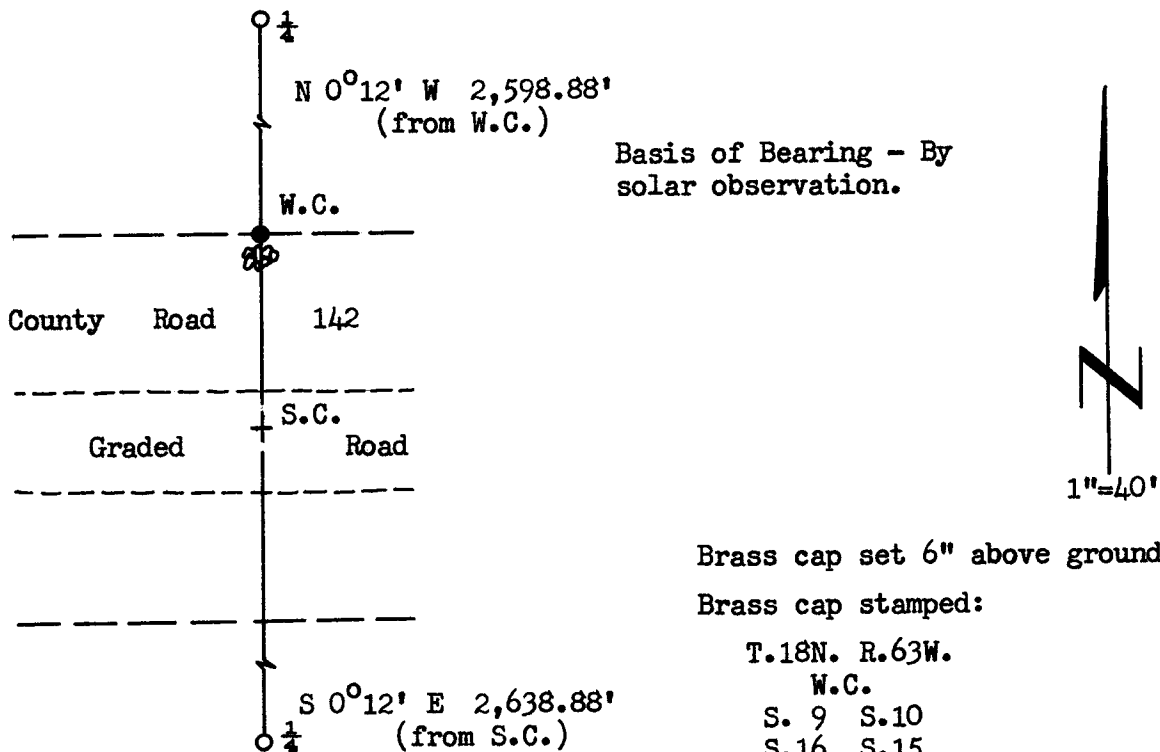 1/4
N 0°12' W 2,598.88'
(from W.C.)
Basis of Bearing – By
solar observation.
W.C.
County Road 142
S.C.
Graded Road
1"=40'
N
Brass cap set 6" above ground
Brass cap stamped:
T.18N. R.63W.
W.C.
S. 9 S.10
S.16 S.15
S 0°12' E 2,638.88'
(from S.C.)
1/4